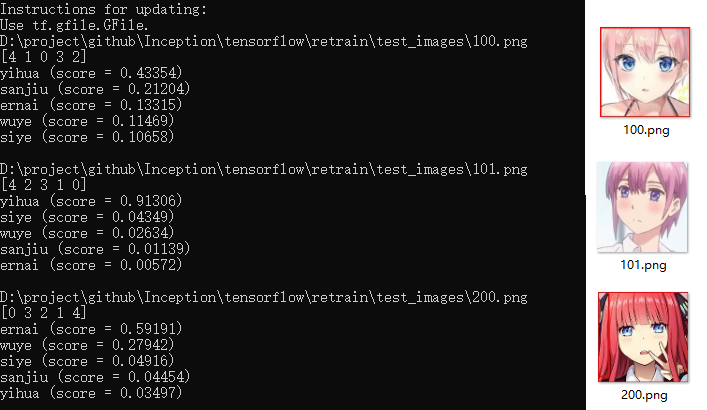 Instructions for updating:
Use tf.gfile.GFile.
D:\project\github\Inception\tensorflow\retrain\test_images\100.png
[4 1 0 3 2]
yihua (score = 0.43354)
sanjiu (score = 0.21204)
ernai (score = 0.13315)
wuye (score = 0.11469)
siye (score = 0.10658)
D:\project\github\Inception\tensorflow\retrain\test_images\101.png
[4 2 3 1 0]
yihua (score = 0.91306)
siye (score = 0.04349)
wuye (score = 0.02634)
sanjiu (score = 0.01139)
ernai (score = 0.00572)
D:\project\github\Inception\tensorflow\retrain\test_images\200.png
[0 3 2 1 4]
ernai (score = 0.59191)
wuye (score = 0.27942)
siye (score = 0.04916)
sanjiu (score = 0.04454)
yihua (score = 0.03497)
100.png
101.png
200.png